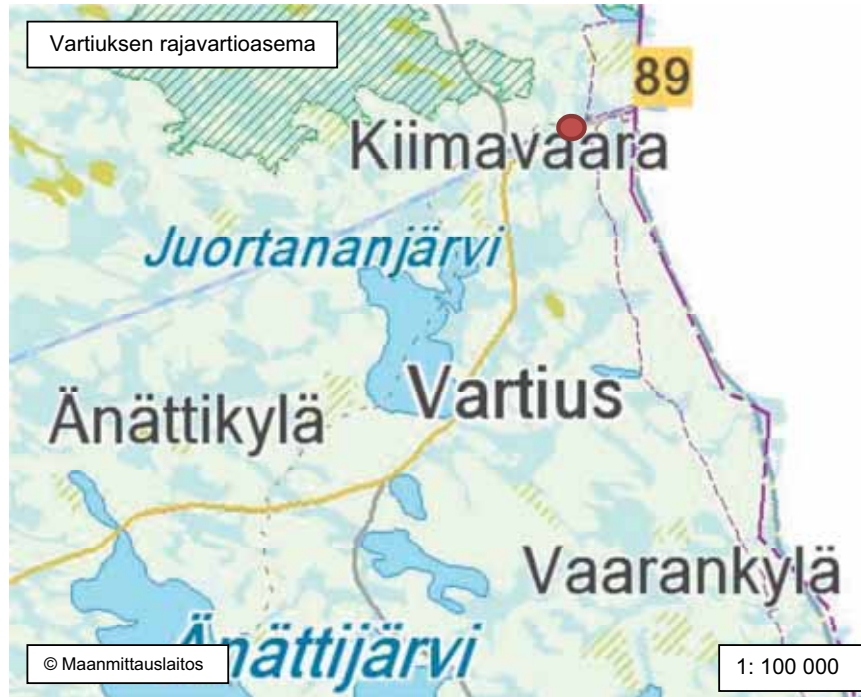 Vartiuksen rajavartioasema
89
Kiimavaara
Juortananjärvi
Vartius
Änättikylä
Vaarankylä
Änättijärvi
© Maanmittauslaitos
1: 100 000